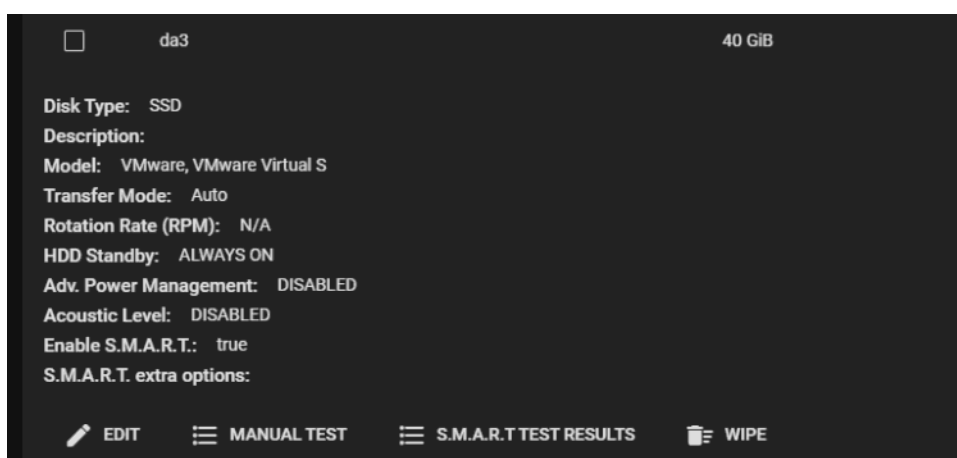 da3 40 GiB
Disk Type: SSD
Description:
Model: VMware, VMware Virtual S
Transfer Mode: Auto
Rotation Rate (RPM): N/A
HDD Standby: ALWAYS ON
Adv. Power Management: DISABLED
Acoustic Level: DISABLED
Enable S.M.A.R.T.: true
S.M.A.R.T. extra options:
EDIT MANUAL TEST S.M.A.R.T TEST RESULTS WIPE